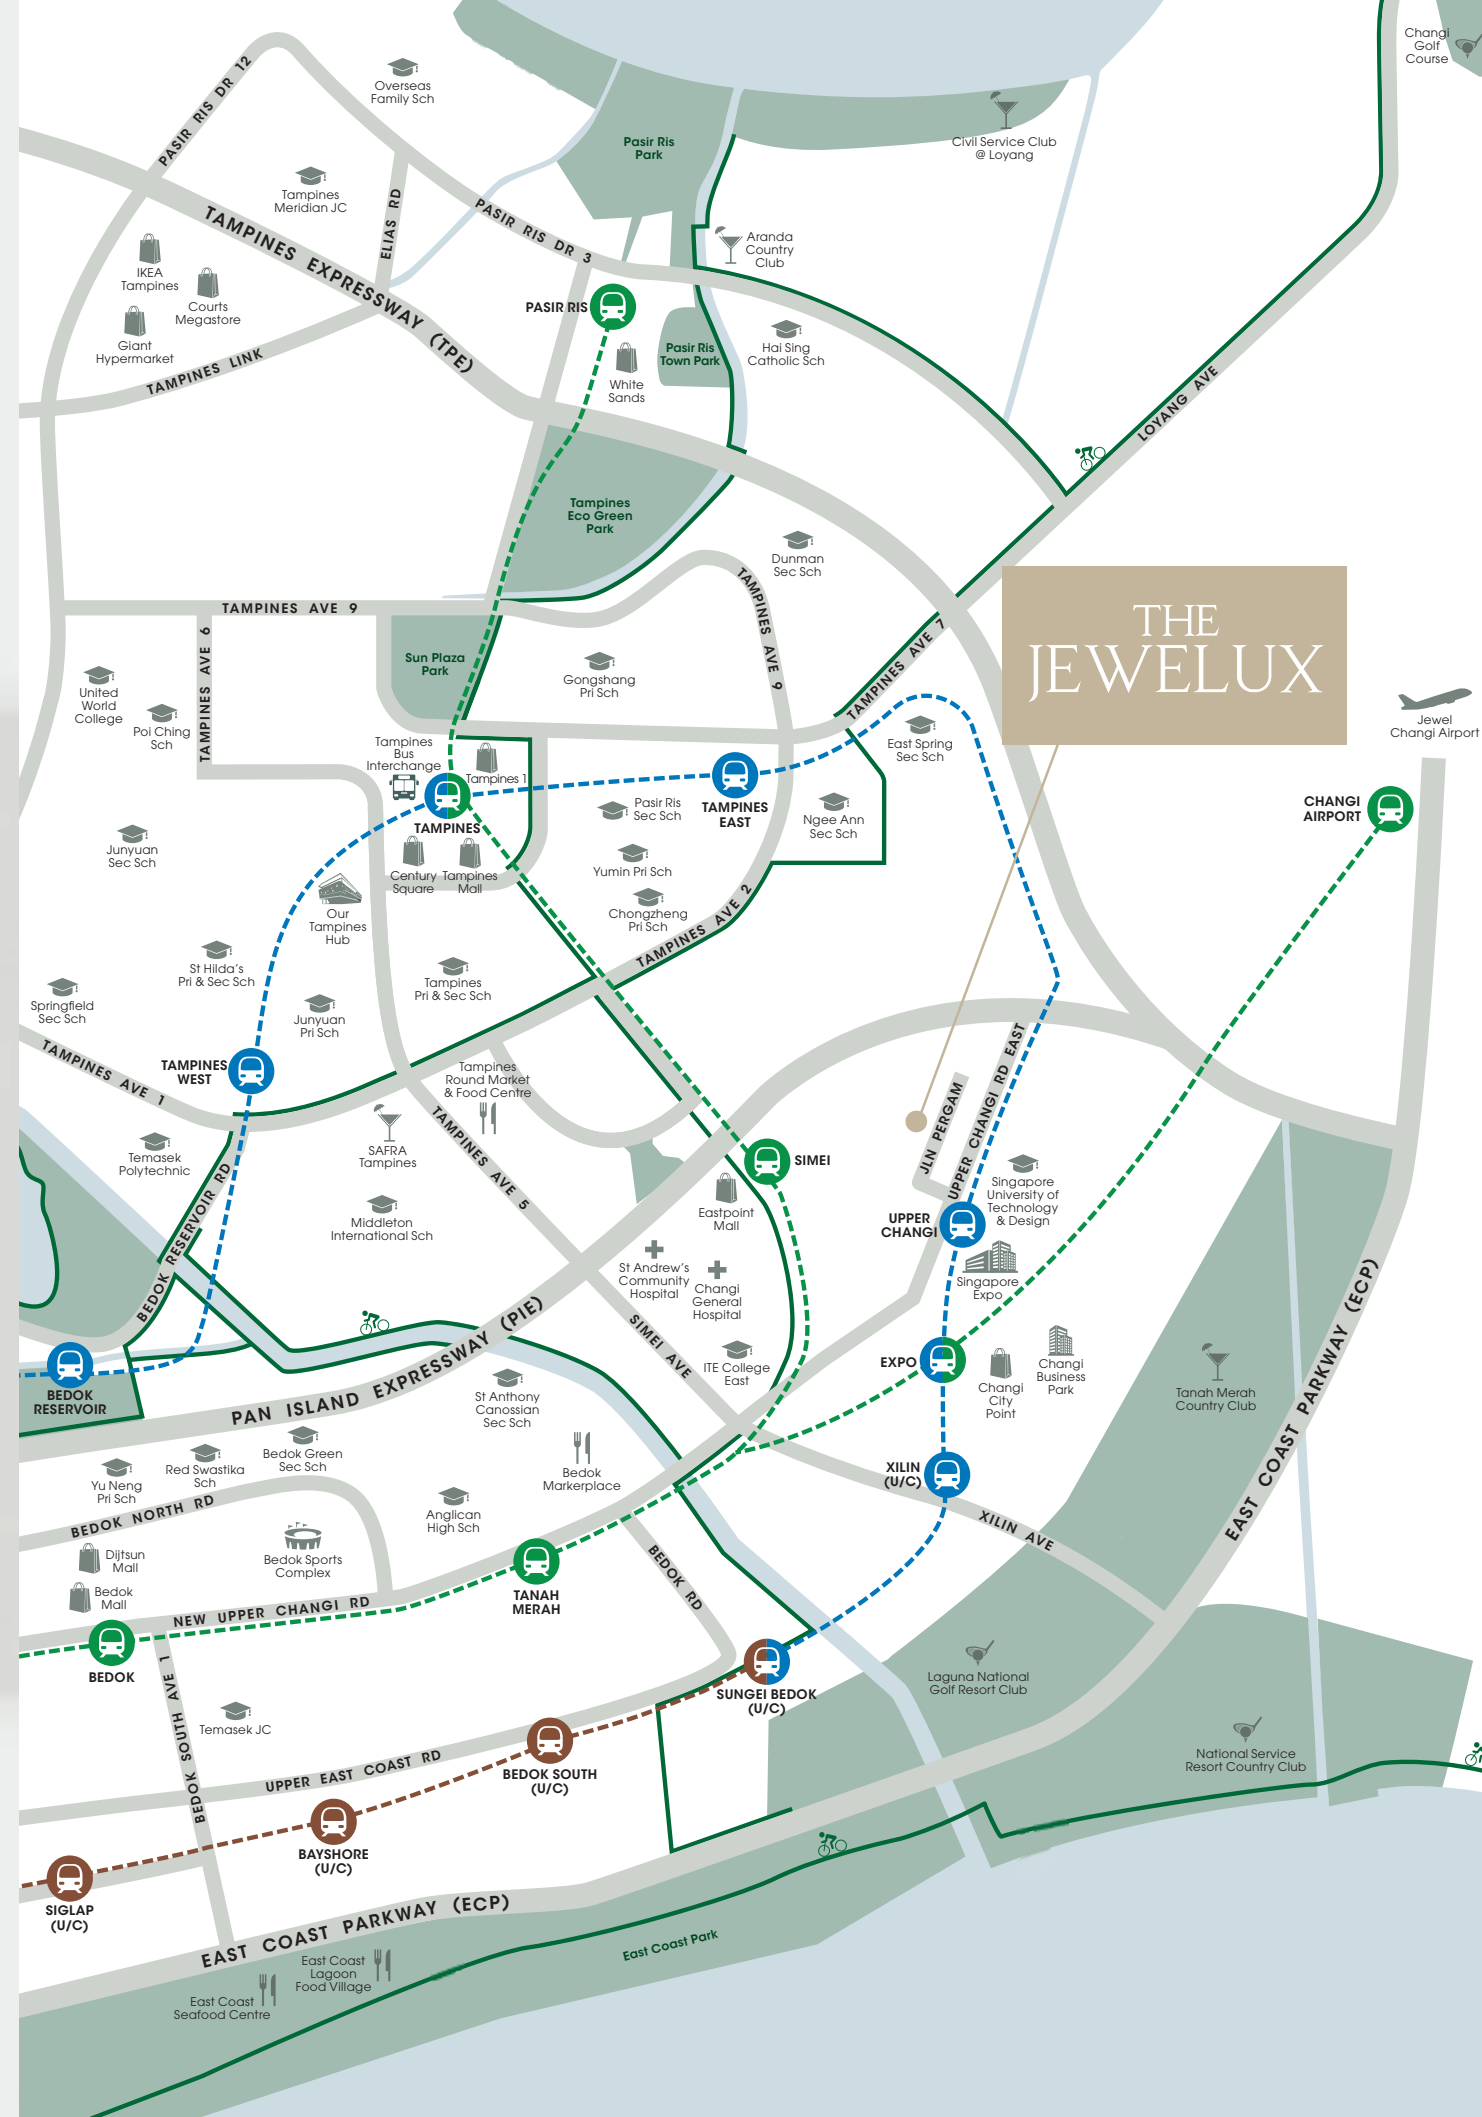 Changi
Golf
Course
PASIR RIS DR 12
Overseas
Family Sch
Pasir Ris
Park
Civil Service Club
@ Loyang
Tampines
Meridian JC
ELIAS RD
PASIR RIS DR 3
TAMPINES EXPRESSWAY (TPE)
Aranda
Country
Club
IKEA
Tampines
Courts
Megastore
Giant
Hypermarket
TAMPINES LINK
PASIR RIS
White
Sands
Pasir Ris
Town Park
Hai Sing
Catholic Sch
LOYANG AVE
Tampines
Eco Green
Park
Dunman
Sec Sch
TAMPINES AVE 9
TAMPINES AVE 6
TAMPINES AVE 9
TAMPINES AVE 7
THE
JEWELUX
Sun Plaza
Park
Gongshang
Pri Sch
United
World
College
Poi Ching
Sch
Tampines
Bus
Interchange
Tampines 1
East Spring
Sec Sch
Jewel
Changi Airport
TAMPINES
TAMPINES
EAST
Pasir Ris
Sec Sch
Ngee Ann
Sec Sch
CHANGI
AIRPORT
Junyuan
Sec Sch
Century
Square
Tampines
Mall
Yumin Pri Sch
Chongzheng
Pri Sch
TAMPINES AVE 2
Our
Tampines
Hub
St Hilda's
Pri & Sec Sch
Tampines
Pri & Sec Sch
Springfield
Sec Sch
Junyuan
Pri Sch
TAMPINES AVE 1
TAMPINES
WEST
Tampines
Round Market
& Food Centre
JLN PERGAM
UPPER CHANGI RD EAST
Temasek
Polytechnic
SAFRA
Tampines
TAMPINES AVE 5
SIMEI
Eastpoint
Mall
Singapore
University of
Technology
& Design
UPPER
CHANGI
BEDOK RESERVOIR RD
Middleton
International Sch
St Andrew's
Community
Hospital
Changi
General
Hospital
Singapore
Expo
PAN ISLAND EXPRESSWAY (PIE)
SIMEI AVE
ITE College
East
EXPO
Changi
City
Point
Changi
Business
Park
Tanah Merah
Country Club
EAST COAST PARKWAY (ECP)
BEDOK
RESERVOIR
St Anthony
Canossian
Sec Sch
Bedok Green
Sec Sch
Red Swastika
Sch
Yu Neng
Pri Sch
BEDOK NORTH RD
Bedok
Markerplace
XILIN
(U/C)
XILIN AVE
Anglican
High Sch
Bedok Sports
Complex
Djitsun
Mall
Bedok
Mall
TANAH
MERAH
BEDOK RD
NEW UPPER CHANGI RD
BEDOK
BEDOK SOUTH AVE 1
Temasek JC
SUNGEI BEDOK
(U/C)
Laguna National
Golf Resort Club
National Service
Resort Country Club
UPPER EAST COAST RD
BEDOK SOUTH
(U/C)
BAYSHORE
(U/C)
SIGLAP
(U/C)
EAST COAST PARKWAY (ECP)
East Coast Park
East Coast
Lagoon
Food Village
East Coast
Seafood Centre